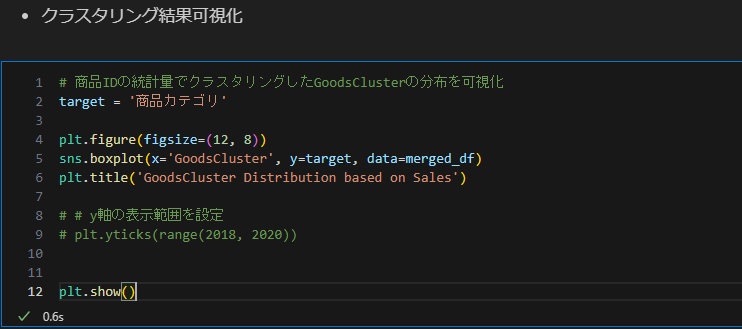 • クラスタリング結果可視化
1 # 商品IDの統計量でクラスタリングしたGoodsClusterの分布を可視化
2 target = '商品カテゴリ'
3
4 plt.figure(figsize=(12, 8))
5 sns.boxplot(x='GoodsCluster', y=target, data=merged_df)
6 plt.title('GoodsCluster Distribution based on Sales')
7
8 # # y軸の表示範囲を設定
9 # plt.yticks(range(2018, 2020))
10
11
12 plt.show()
✓ 0.6s